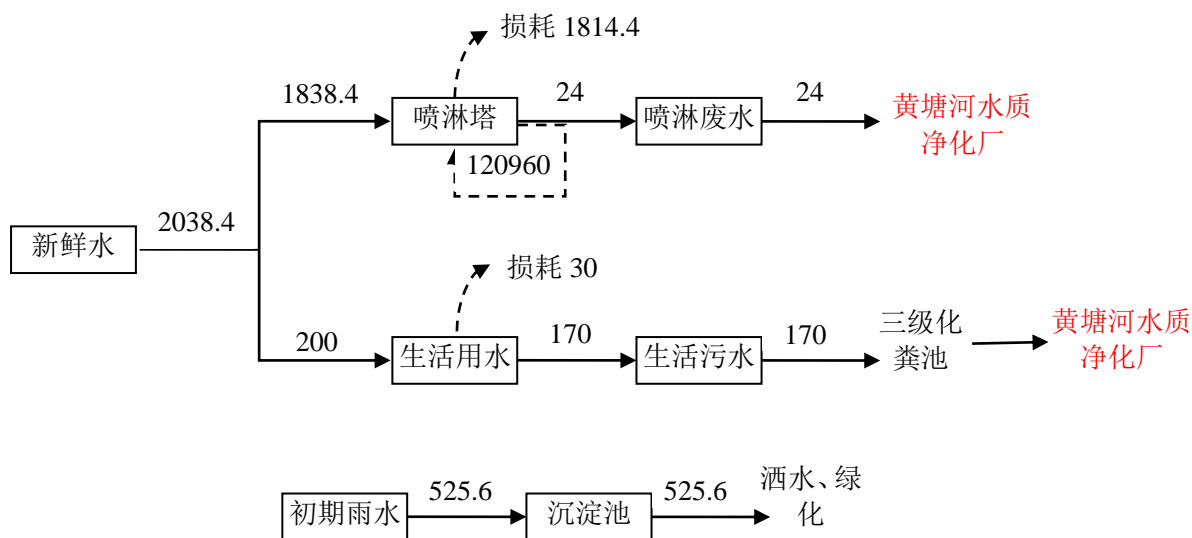 损耗 1814.4
1838.4
喷淋塔
24
喷淋废水
24
黄塘河水质
净化厂
120960
新鲜水
2038.4
损耗 30
200
生活用水
170
生活污水
170
三级化
粪池
黄塘河水质
净化厂
初期雨水
525.6
沉淀池
525.6
洒水、绿
化